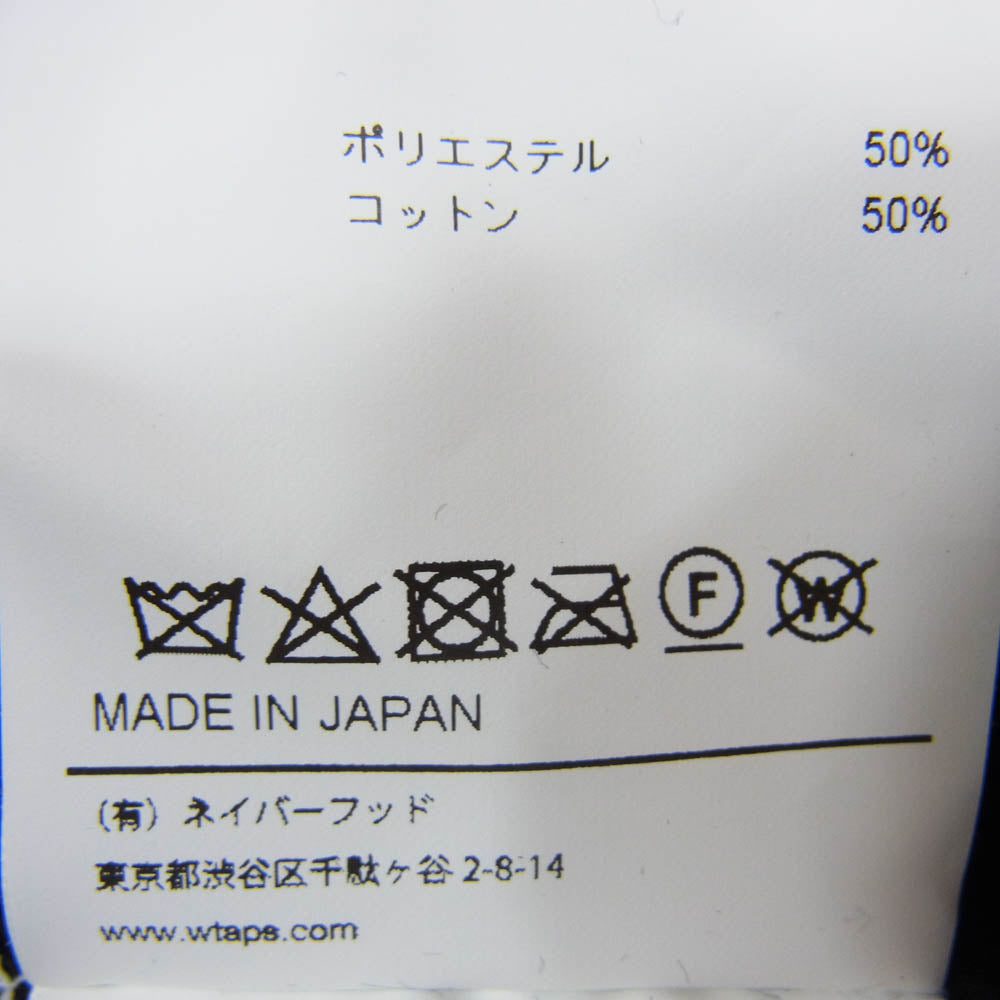 ポリエステル 50%
コットン 50%
F W
MADE IN JAPAN
(有) ネイバーフッド
東京都渋谷区千駄ヶ谷 2-8-14
www.wtaps.com